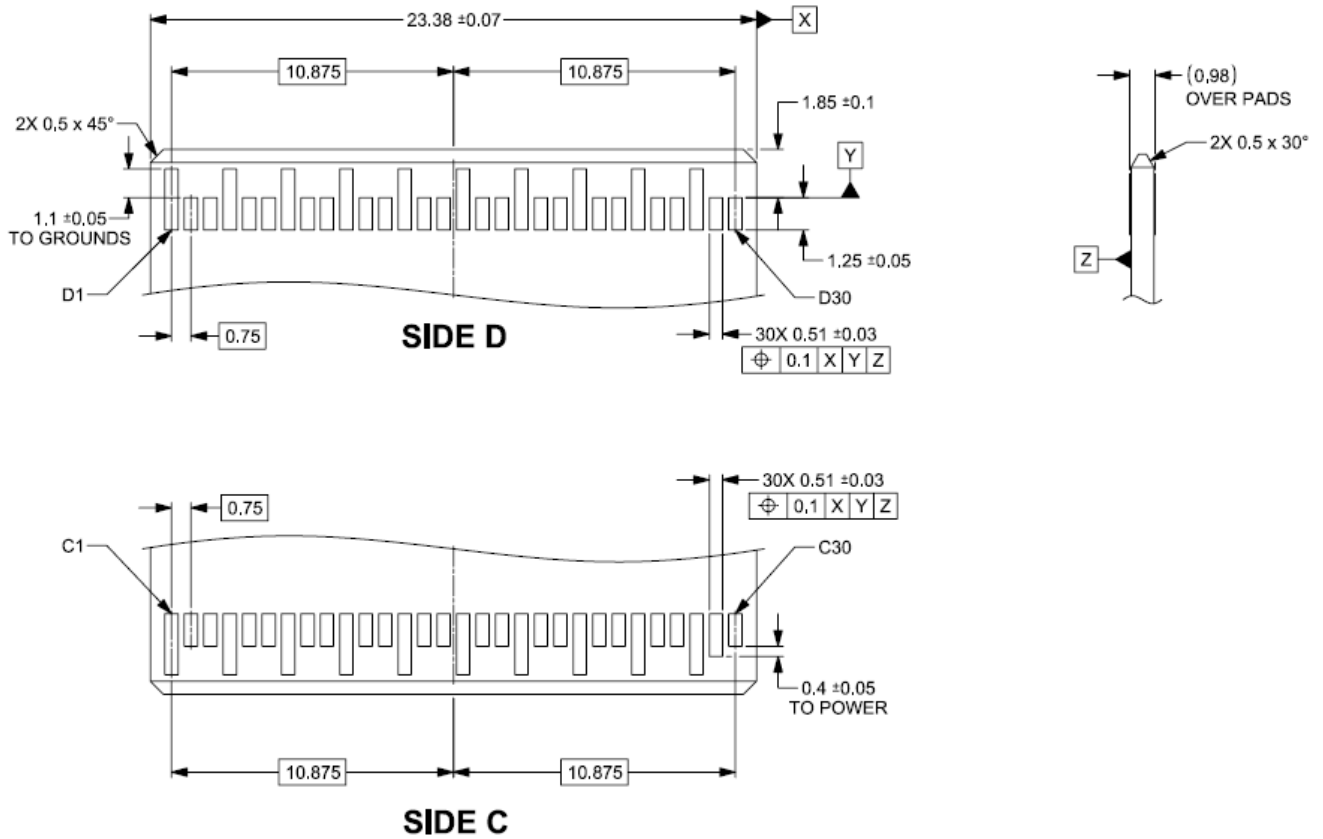 23.38 ±0.07
X
10.875
10.875
(0.98)
OVER PADS
1.85 ±0.1
2X 0.5 x 45°
Y
2X 0.5 x 30°
1.1 ±0.05
TO GROUNDS
Z
1.25 ±0.05
D1
D30
0.75
SIDE D
30X 0.51 ±0.03
⌖ 0.1 X Y Z
30X 0.51 ±0.03
0.75
⌖ 0.1 X Y Z
C1
C30
0.4 ±0.05
TO POWER
10.875
10.875
SIDE C